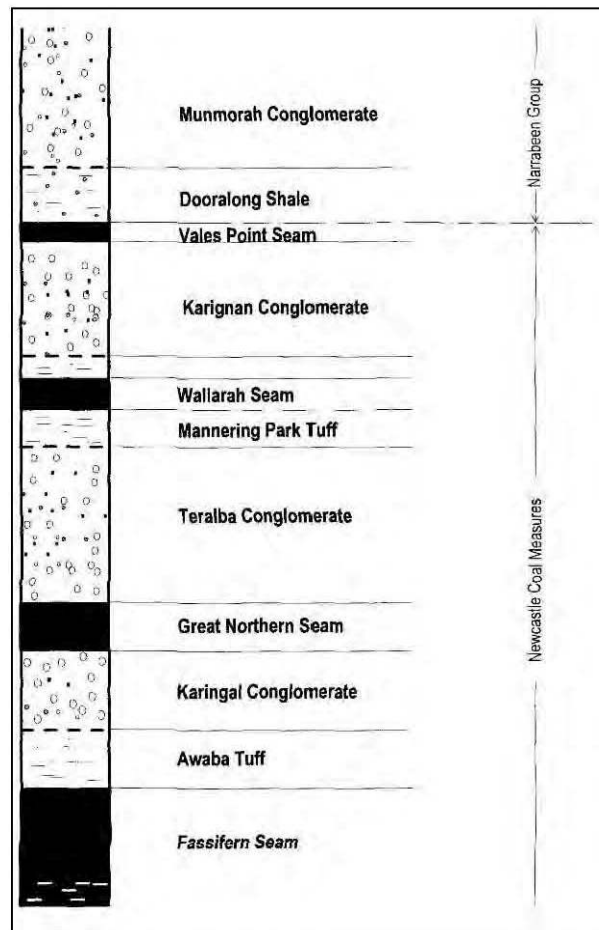 Munmorah Conglomerate
Narrabeen Group
Dooralong Shale
Vales Point Seam
Karignan Conglomerate
Wallarah Seam
Mannering Park Tuff
Teralba Conglomerate
Newcastle Coal Measures
Great Northern Seam
Karingal Conglomerate
Awaba Tuff
Fassifern Seam